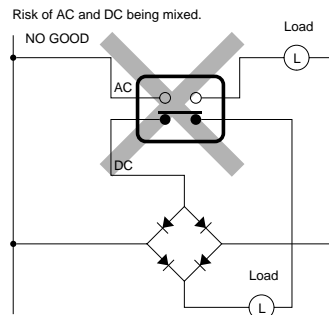 Risk of AC and DC being mixed.
Load
NO GOOD
L
AC
DC
Load
L